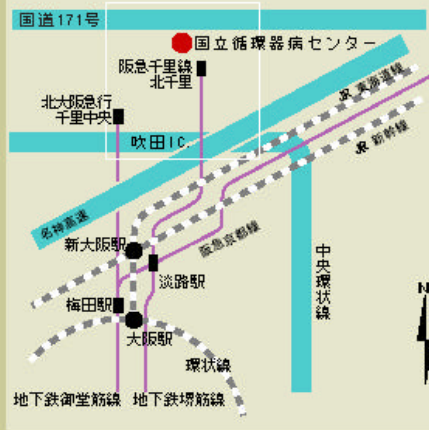 国道171号
国立循環器病センター
阪急千里線
北千里
JR 東海道線
北大阪急行
千里中央
吹田IC.
JR 新幹線
名神高速
新大阪駅
阪急京都線
淡路駅
中央環状線
梅田駅
大阪駅
環状線
N
地下鉄御堂筋線
地下鉄堺筋線